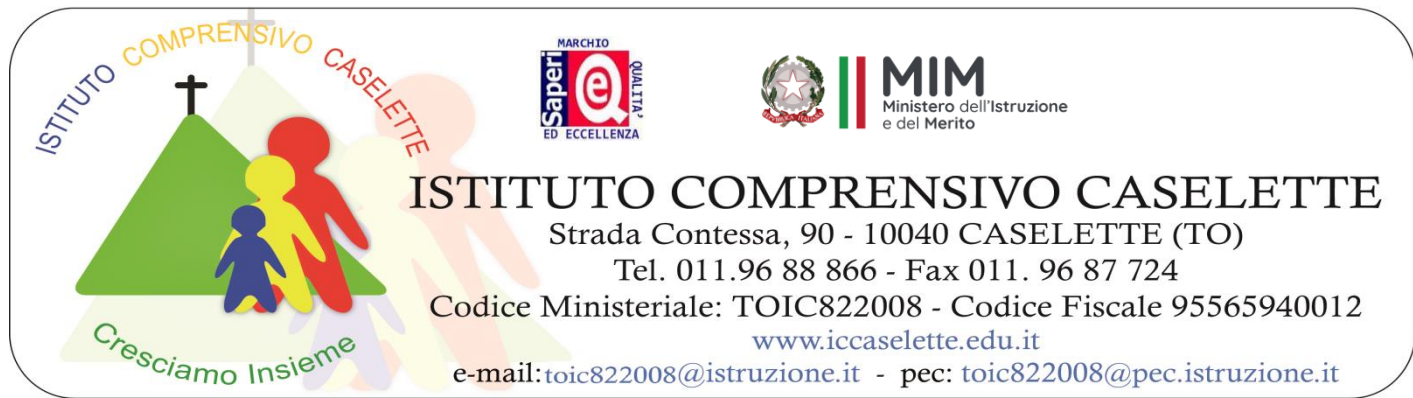 ISTITUTO COMPRENSIVO CASELETTE
Cresciamo Insieme
MARCHIO
Saperi
e
QUALITA'
ED ECCELLENZA
MIM
Ministero dell'Istruzione
e del Merito
ISTITUTO COMPRENSIVO CASELETTE
Strada Contessa, 90 - 10040 CASELETTE (TO)
Tel. 011.96 88 866 - Fax 011. 96 87 724
Codice Ministeriale: TOIC822008 - Codice Fiscale 95565940012
www.iccaselette.edu.it
e-mail:toic822008@istruzione.it - pec: toic822008@pec.istruzione.it